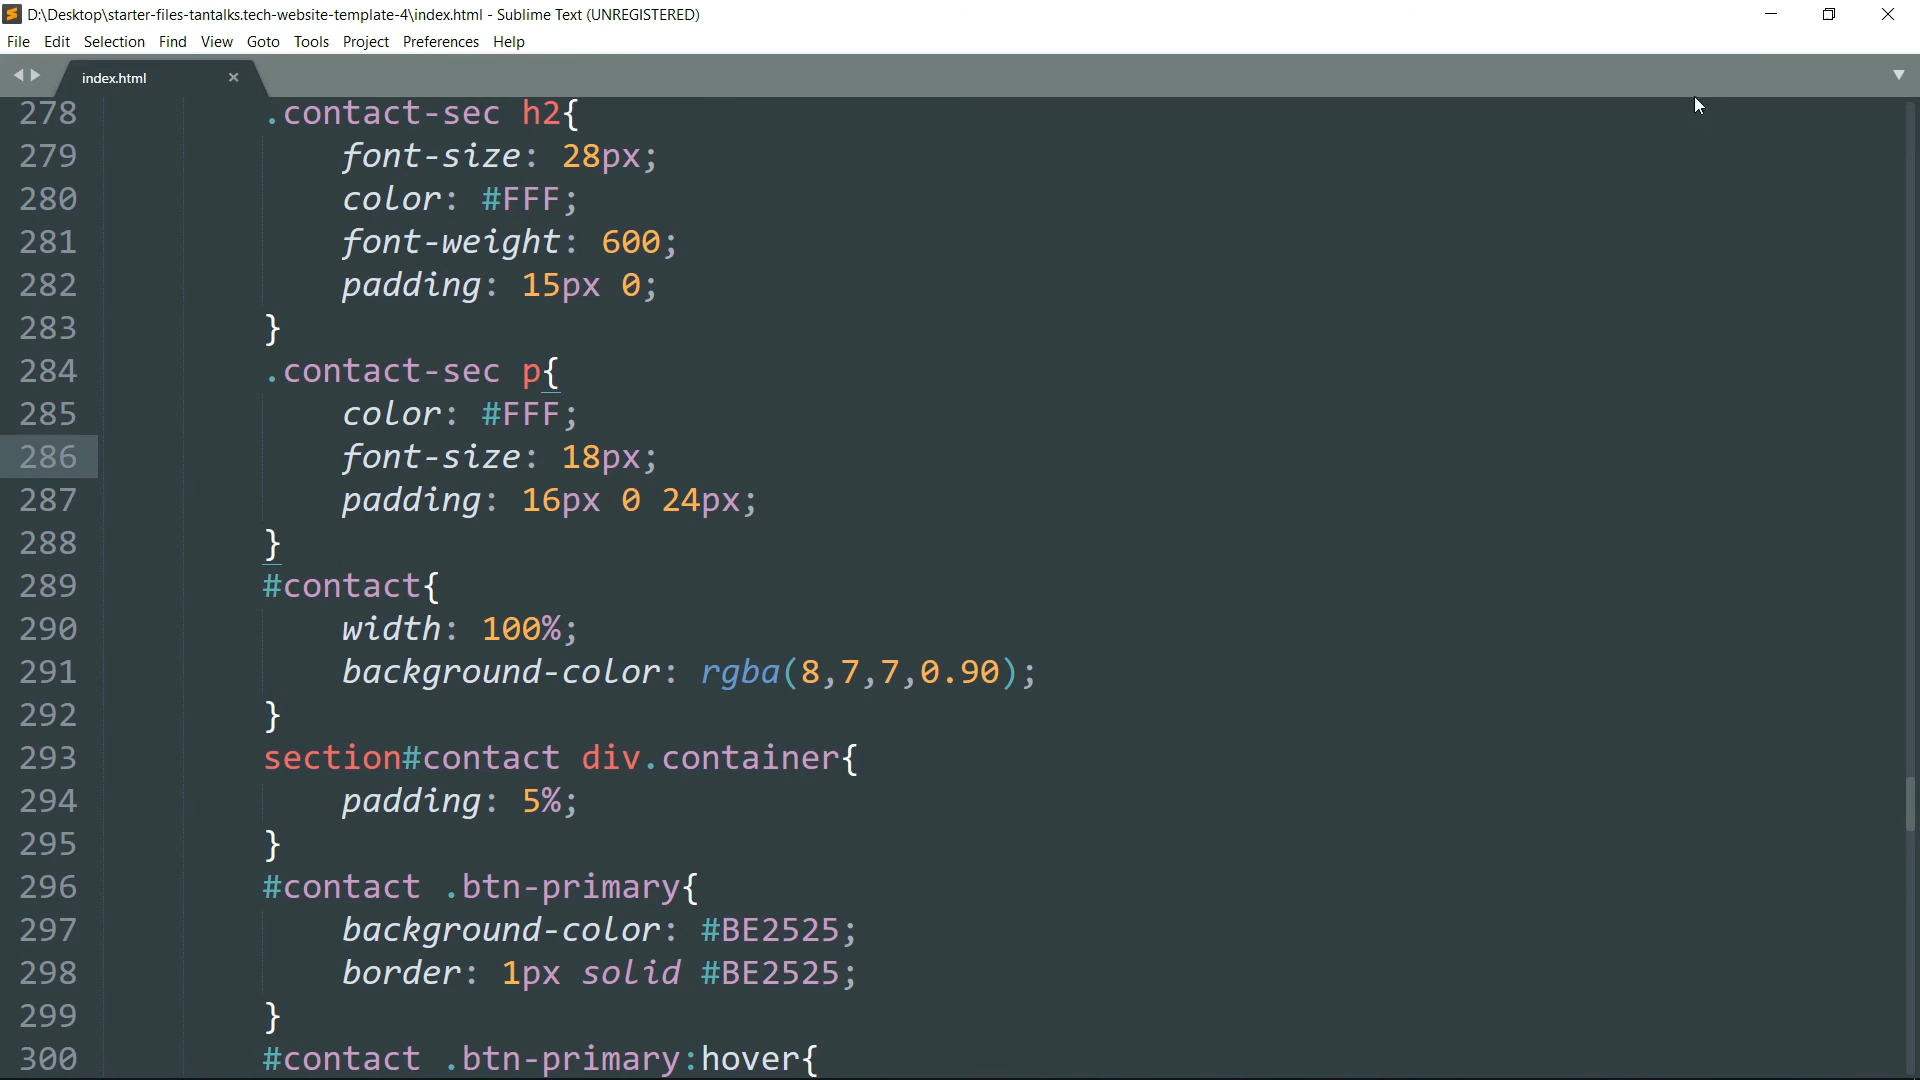 D:\Desktop\starter-files-tantalks.tech-website-template-4\index.html - Sublime Text (UNREGISTERED)
File Edit Selection Find View Goto Tools Project Preferences Help
index.html
278 .contact-sec h2{
279 font-size: 28px;
280 color: #FFF;
281 font-weight: 600;
282 padding: 15px 0;
283 }
284 .contact-sec p{
285 color: #FFF;
286 font-size: 18px;
287 padding: 16px 0 24px;
288 }
289 #contact{
290 width: 100%;
291 background-color: rgba(8,7,7,0.90);
292 }
293 section#contact div.container{
294 padding: 5%;
295 }
296 #contact .btn-primary{
297 background-color: #BE2525;
298 border: 1px solid #BE2525;
299 }
300 #contact .btn-primary:hover{